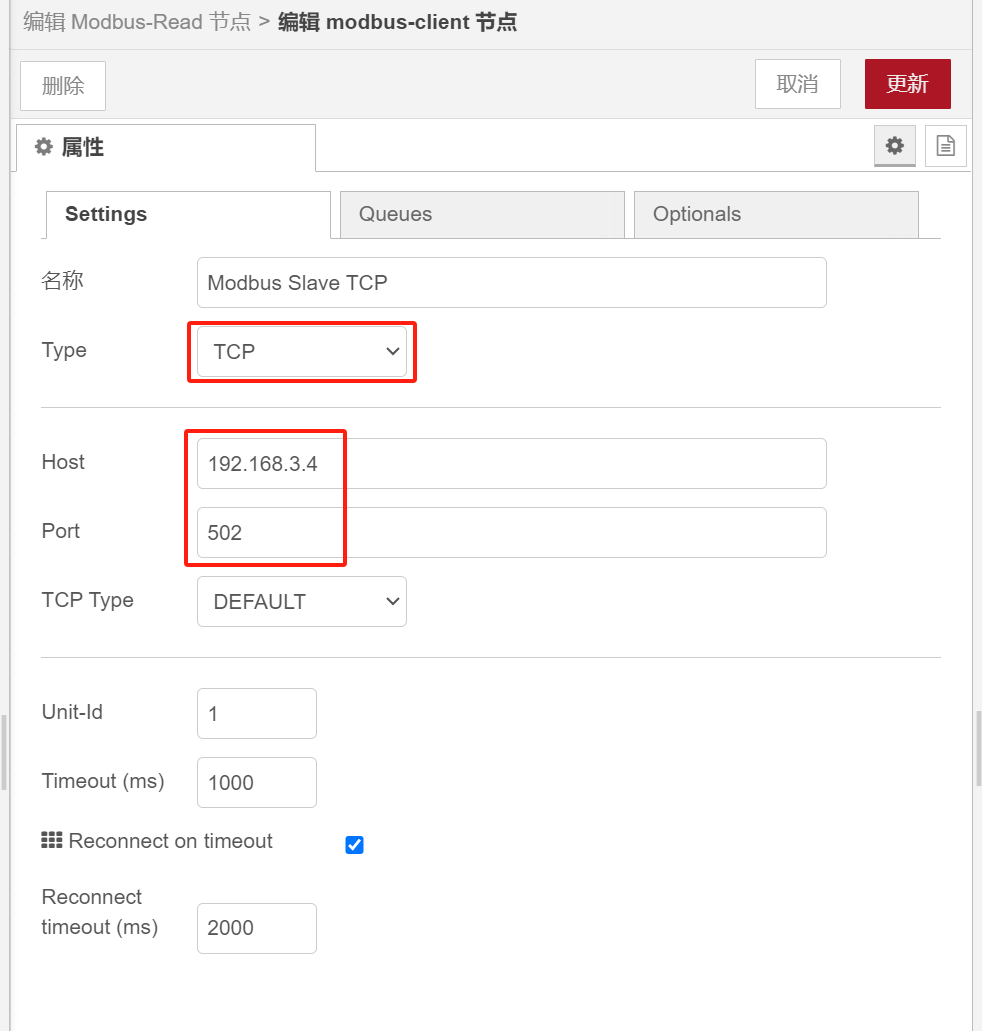 编辑 Modbus-Read 节点 > 编辑 modbus-client 节点
删除 取消 更新
属性
Settings Queues Optionals
名称 Modbus Slave TCP
Type TCP
Host 192.168.3.4
Port 502
TCP Type DEFAULT
Unit-Id 1
Timeout (ms) 1000
Reconnect on timeout
Reconnect
timeout (ms) 2000